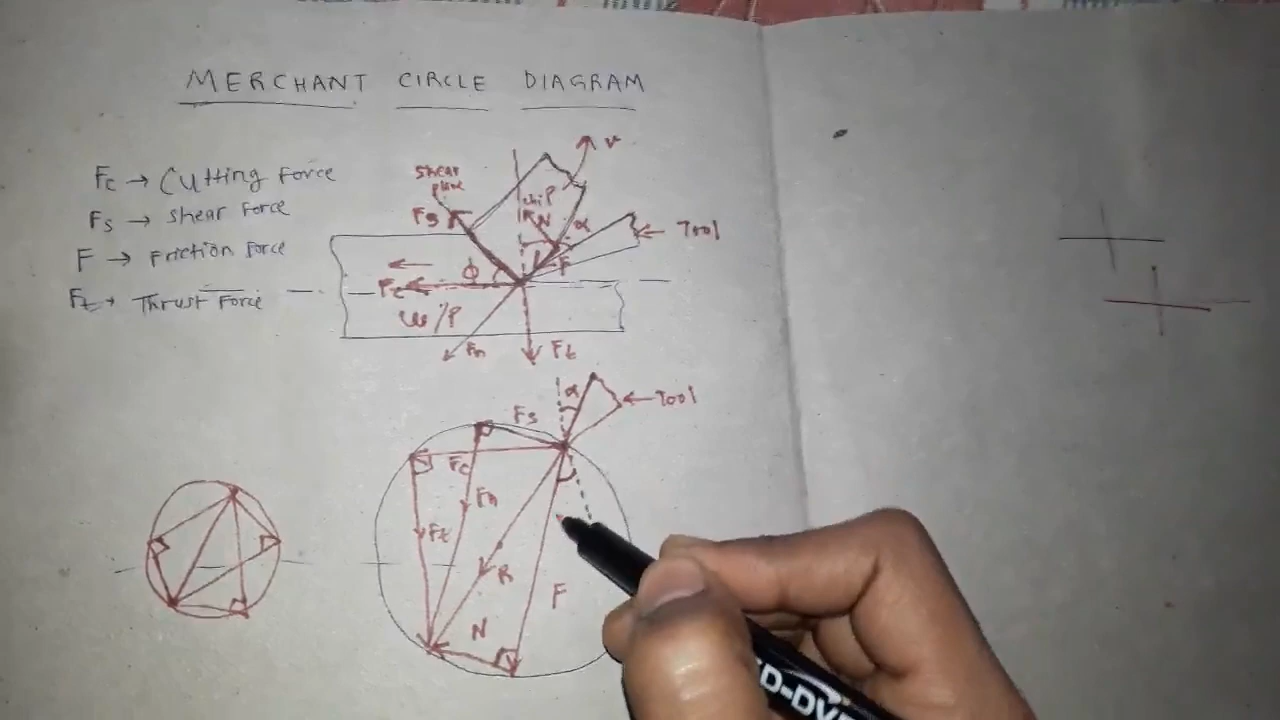 MERCHANT CIRCLE DIAGRAM
Fc → Cutting Force
Fs → Shear Force
F → Friction Force
Ft → Thrust Force
Shear plane
Fs
chip
N
v
α
Tool
ϕ
F
Fc
W/P
Fn
Ft
α
Tool
Fs
Fc
Fn
Ft
R
F
N